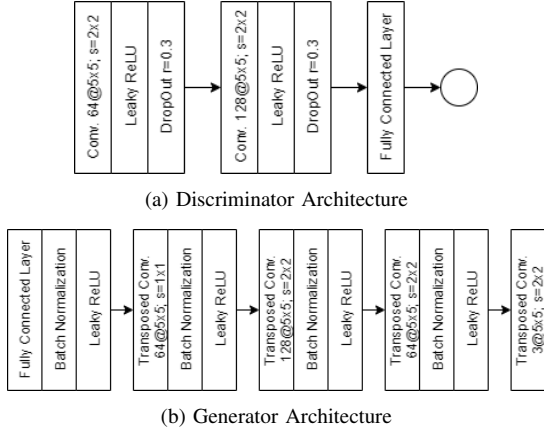 Conv. 64@5x5; s=2x2
Leaky ReLU
DropOut r=0.3
Conv. 128@5x5; s=2x2
Leaky ReLU
DropOut r=0.3
Fully Connected Layer
(a) Discriminator Architecture
Fully Connected Layer
Batch Normalization
Leaky ReLU
Transposed Conv.
64@5x5; s=1x1
Batch Normalization
Leaky ReLU
Transposed Conv.
128@5x5; s=2x2
Batch Normalization
Leaky ReLU
Transposed Conv.
64@5x5; s=2x2
Batch Normalization
Leaky ReLU
Transposed Conv.
3@5x5; s=2x2
(b) Generator Architecture